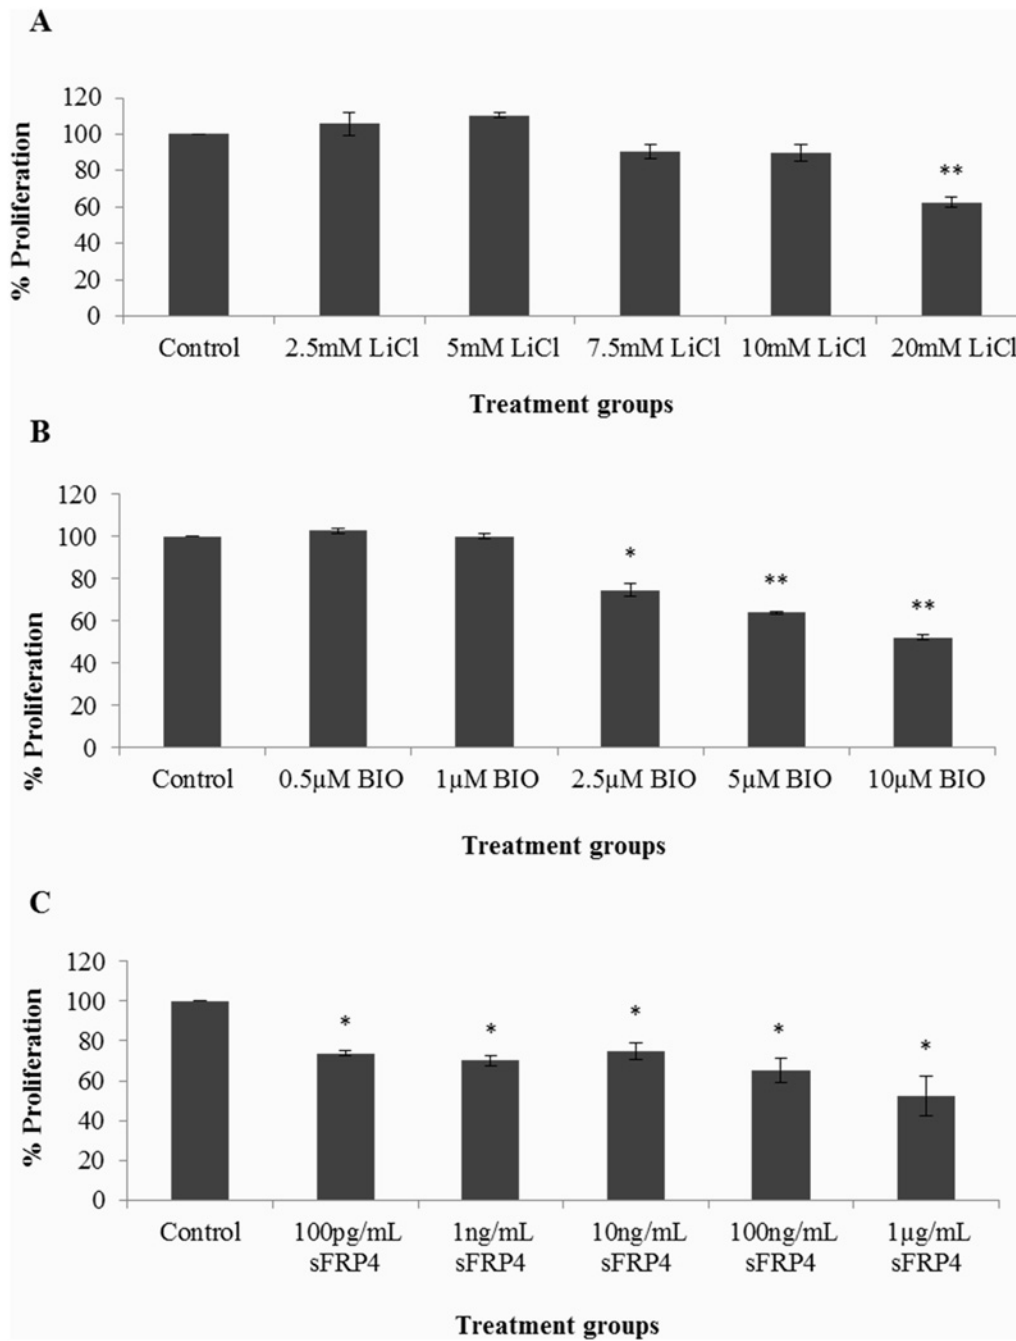 A
% Proliferation
120
100
80
60
40
20
0
**
Control 2.5mM LiCl 5mM LiCl 7.5mM LiCl 10mM LiCl 20mM LiCl
Treatment groups
B
% Proliferation
120
100
80
60
40
20
0
* ** **
Control 0.5µM BIO 1µM BIO 2.5µM BIO 5µM BIO 10µM BIO
Treatment groups
C
% Proliferation
120
100
80
60
40
20
0
* * * * *
Control 100pg/mL 1ng/mL 10ng/mL 100ng/mL 1µg/mL
sFRP4 sFRP4 sFRP4 sFRP4 sFRP4
Treatment groups